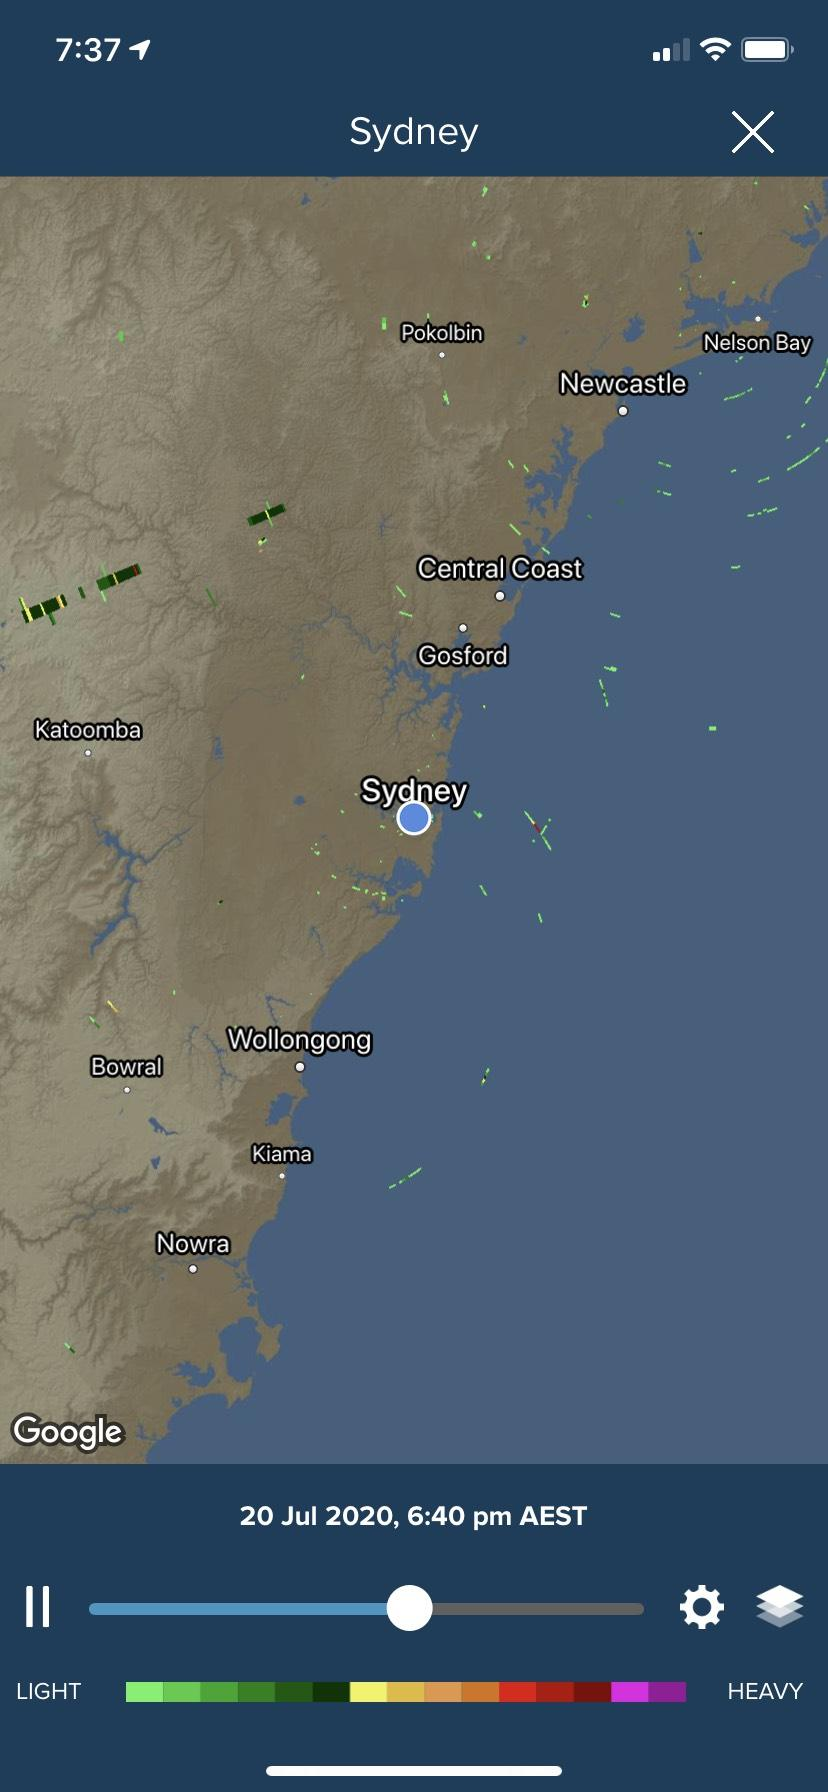 7:37
Sydney
Pokolbin
Nelson Bay
Newcastle
Central Coast
Gosford
Katoomba
Sydney
Wollongong
Bowral
Kiama
Nowra
Google
20 Jul 2020, 6:40 pm AEST
LIGHT HEAVY